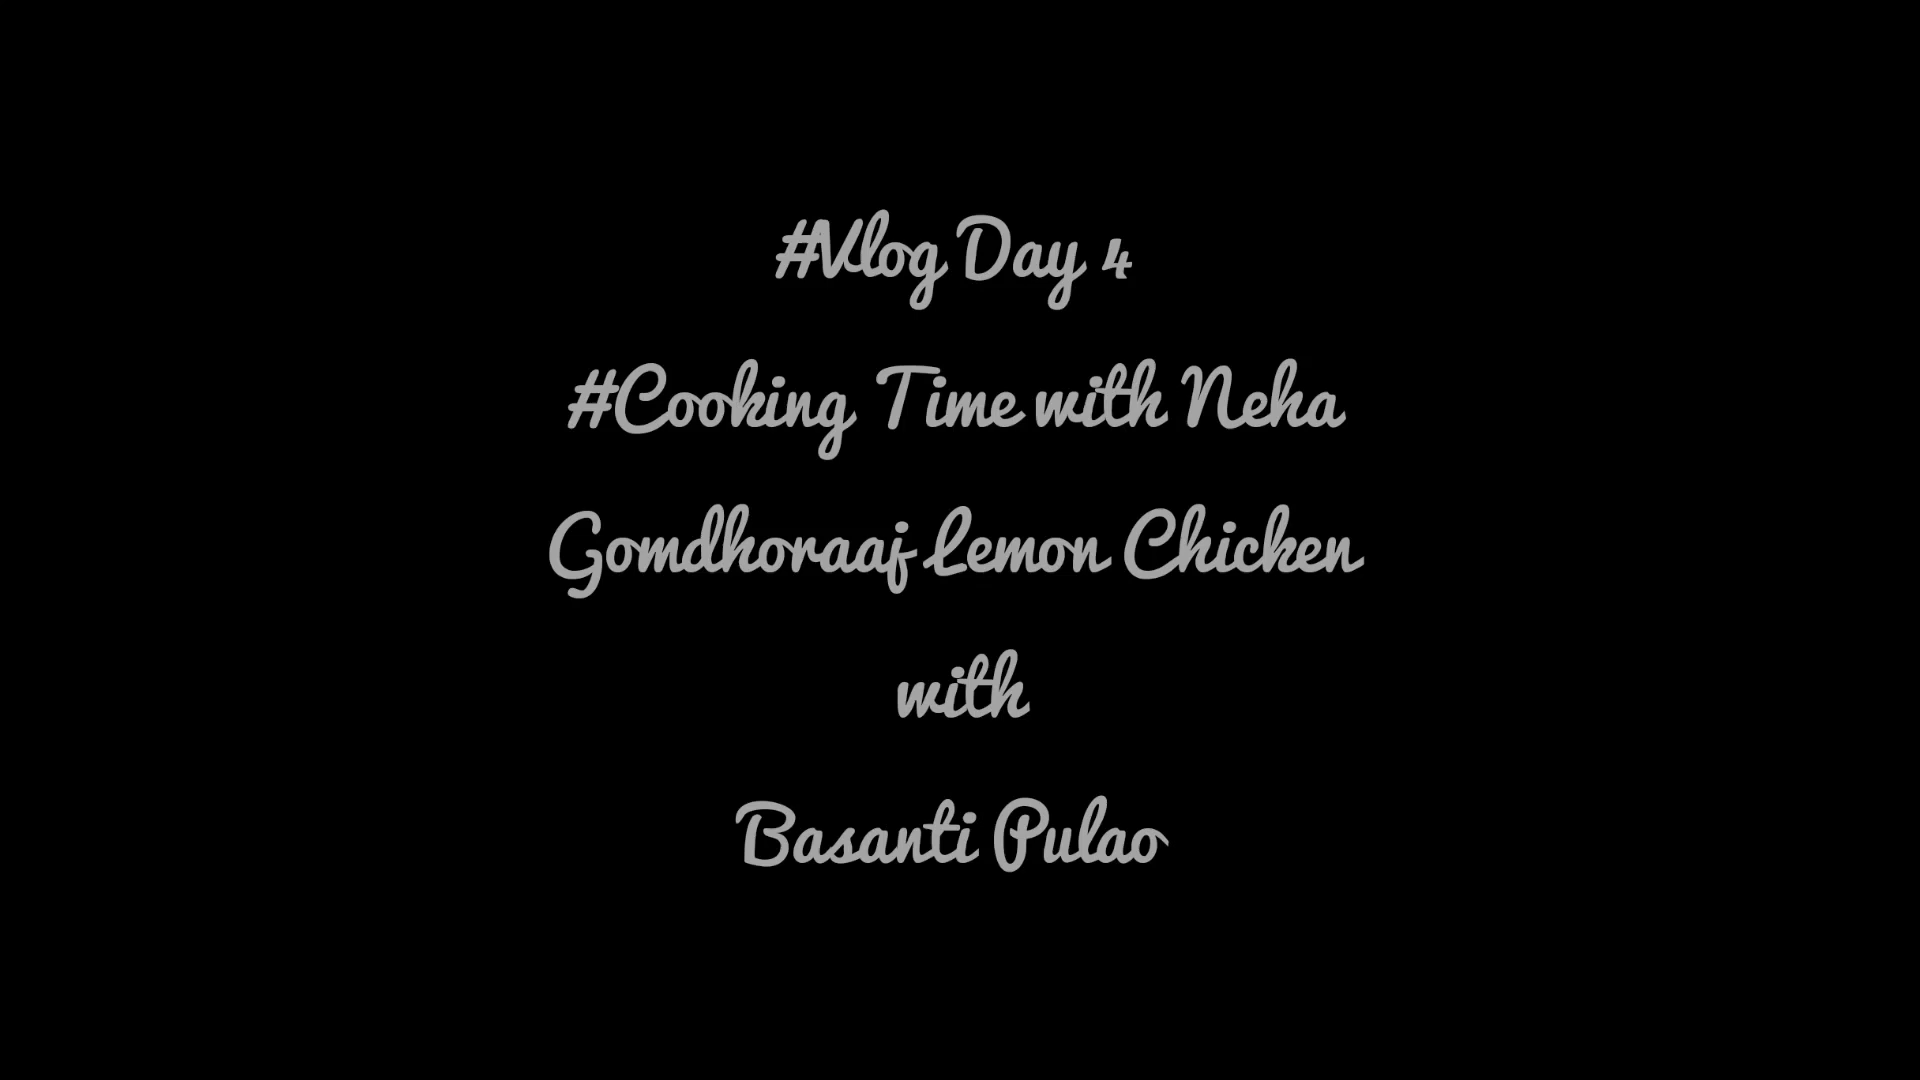 #Vlog Day 4
#Cooking Time with Neha
Gomdhoraaj Lemon Chicken
with
Basanti Pulao